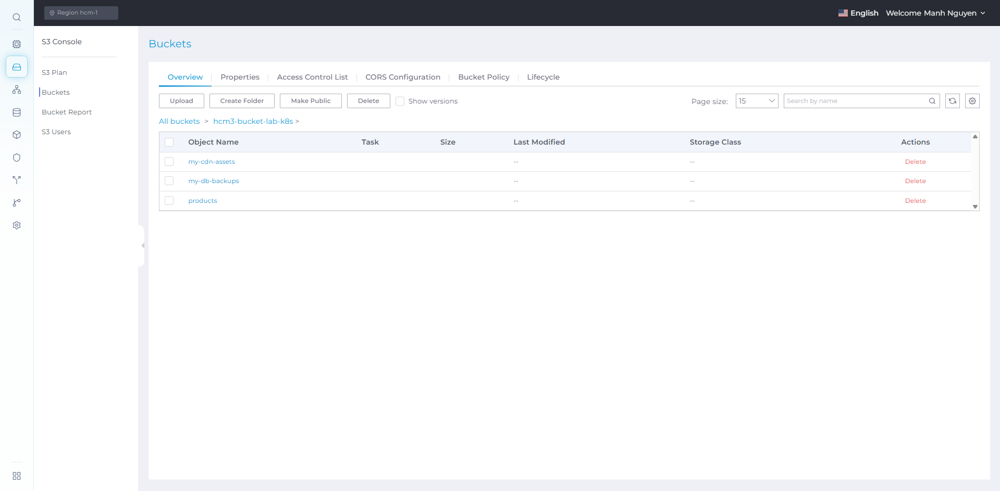 Region hcm-1
English Welcome Manh Nguyen
S3 Console
S3 Plan
Buckets
Bucket Report
S3 Users
Buckets
Overview Properties Access Control List CORS Configuration Bucket Policy Lifecycle
Upload Create Folder Make Public Delete Show versions Page size: 15 Search by name
All buckets > hcm3-bucket-lab-k8s >
Object Name Task Size Last Modified Storage Class Actions
my-cdn-assets -- -- Delete
my-db-backups -- -- Delete
products -- -- Delete